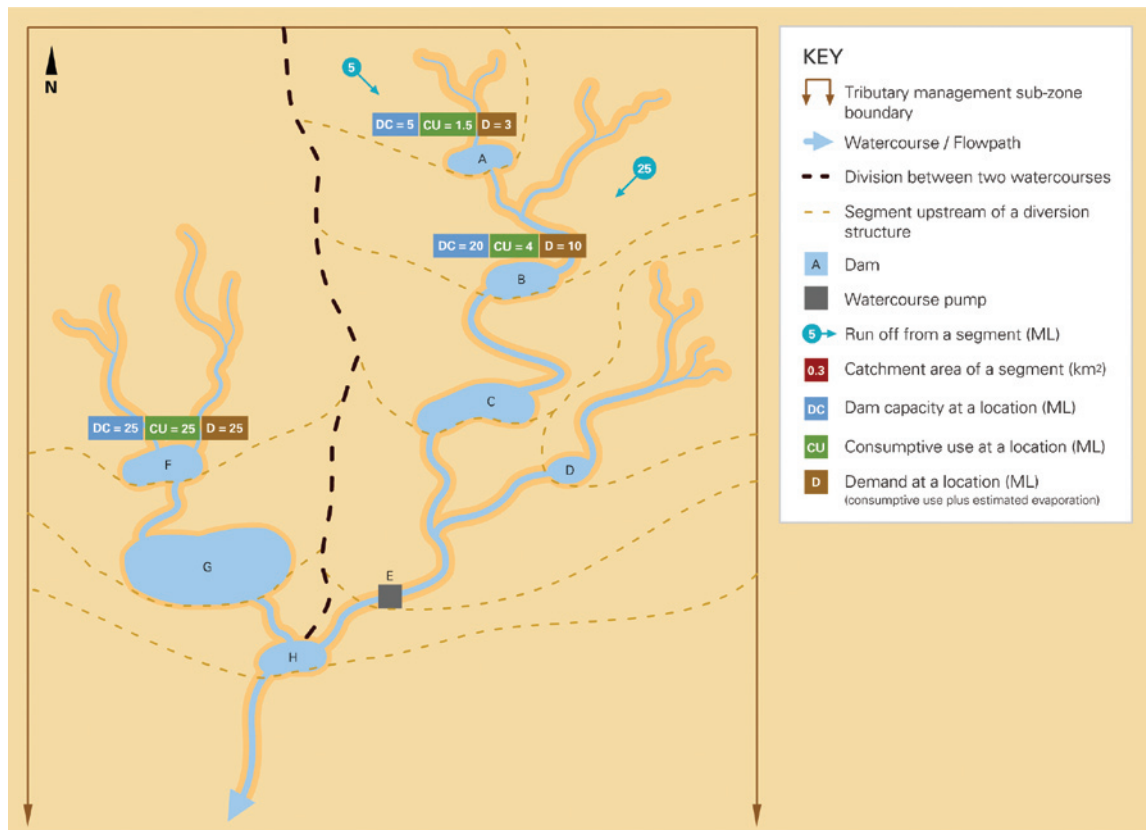 N
5
DC = 5 CU = 1.5 D = 3
A
25
DC = 20 CU = 4 D = 10
B
C
DC = 25 CU = 25 D = 25
F
D
G
E
H
KEY
Tributary management sub-zone
boundary
Watercourse / Flowpath
Division between two watercourses
Segment upstream of a diversion
structure
A Dam
Watercourse pump
5 Run off from a segment (ML)
0.3 Catchment area of a segment (km²)
DC Dam capacity at a location (ML)
CU Consumptive use at a location (ML)
D Demand at a location (ML)
(consumptive use plus estimated evaporation)